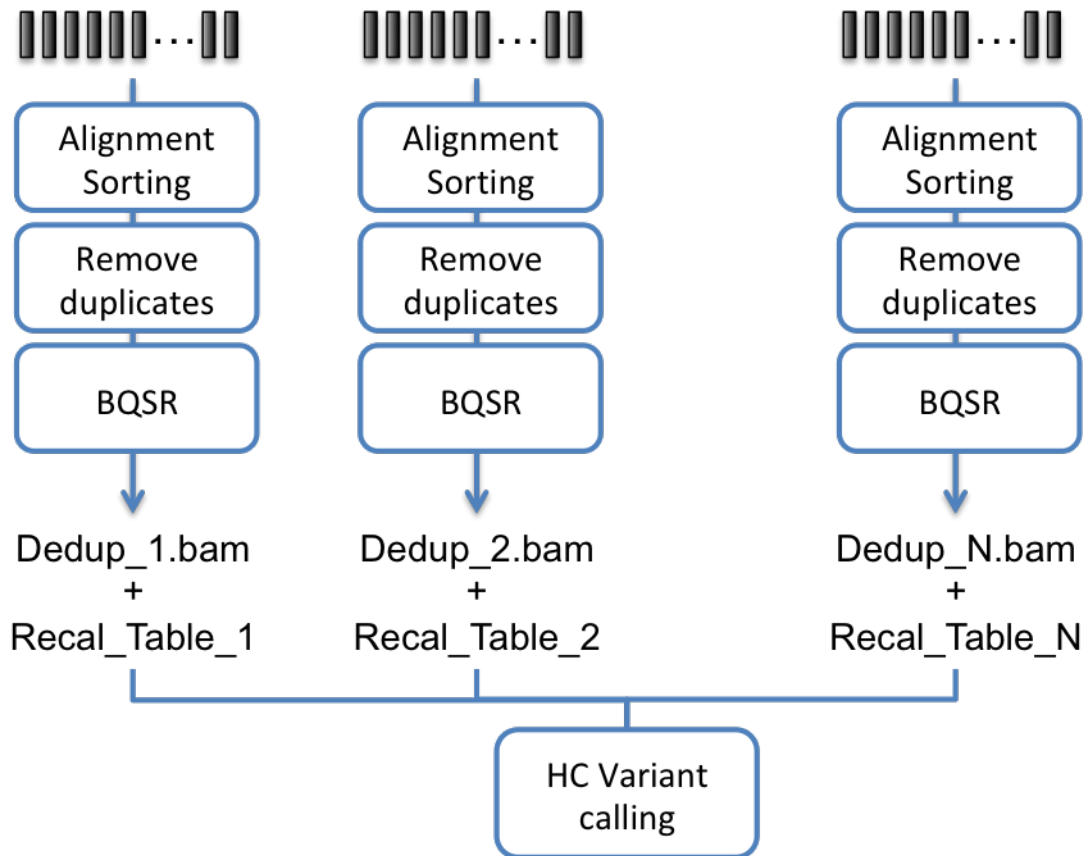 Alignment
Sorting
Remove
duplicates
BQSR
Dedup_1.bam
+
Recal_Table_1
Alignment
Sorting
Remove
duplicates
BQSR
Dedup_2.bam
+
Recal_Table_2
...
Alignment
Sorting
Remove
duplicates
BQSR
Dedup_N.bam
+
Recal_Table_N
HC Variant
calling